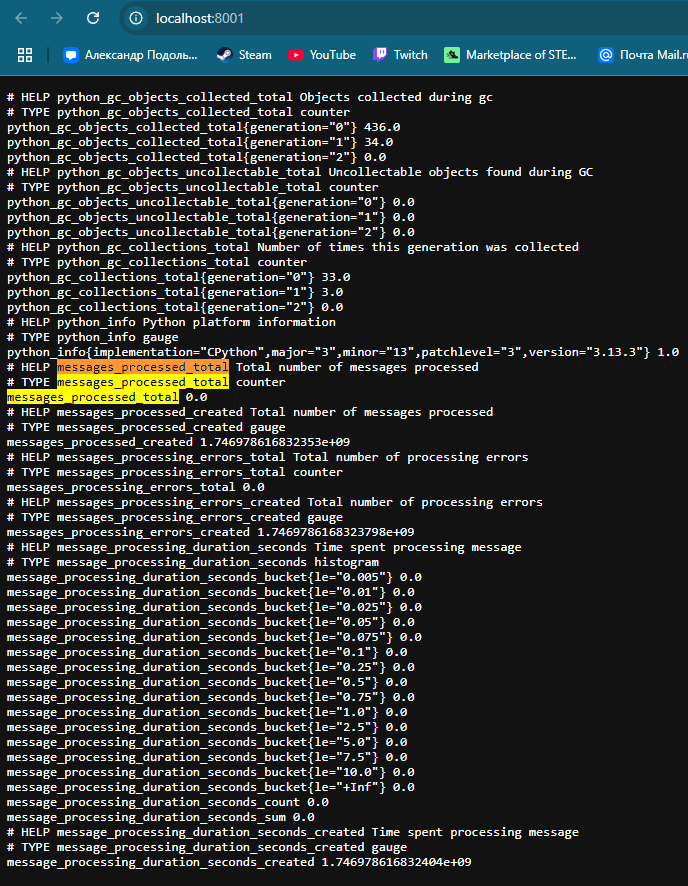 localhost:8001
Александр Подоль... Steam YouTube Twitch Marketplace of STE... Почта Mail.ru
# HELP python_gc_objects_collected_total Objects collected during gc
# TYPE python_gc_objects_collected_total counter
python_gc_objects_collected_total{generation="0"} 436.0
python_gc_objects_collected_total{generation="1"} 34.0
python_gc_objects_collected_total{generation="2"} 0.0
# HELP python_gc_objects_uncollectable_total Uncollectable objects found during GC
# TYPE python_gc_objects_uncollectable_total counter
python_gc_objects_uncollectable_total{generation="0"} 0.0
python_gc_objects_uncollectable_total{generation="1"} 0.0
python_gc_objects_uncollectable_total{generation="2"} 0.0
# HELP python_gc_collections_total Number of times this generation was collected
# TYPE python_gc_collections_total counter
python_gc_collections_total{generation="0"} 33.0
python_gc_collections_total{generation="1"} 3.0
python_gc_collections_total{generation="2"} 0.0
# HELP python_info Python platform information
# TYPE python_info gauge
python_info{implementation="CPython",major="3",minor="13",patchlevel="3",version="3.13.3"} 1.0
# HELP messages_processed_total Total number of messages processed
# TYPE messages_processed_total counter
messages_processed_total 0.0
# HELP messages_processed_created Total number of messages processed
# TYPE messages_processed_created gauge
messages_processed_created 1.746978616832353e+09
# HELP messages_processing_errors_total Total number of processing errors
# TYPE messages_processing_errors_total counter
messages_processing_errors_total 0.0
# HELP messages_processing_errors_created Total number of processing errors
# TYPE messages_processing_errors_created gauge
messages_processing_errors_created 1.7469786168323798e+09
# HELP message_processing_duration_seconds Time spent processing message
# TYPE message_processing_duration_seconds histogram
message_processing_duration_seconds_bucket{le="0.005"} 0.0
message_processing_duration_seconds_bucket{le="0.01"} 0.0
message_processing_duration_seconds_bucket{le="0.025"} 0.0
message_processing_duration_seconds_bucket{le="0.05"} 0.0
message_processing_duration_seconds_bucket{le="0.075"} 0.0
message_processing_duration_seconds_bucket{le="0.1"} 0.0
message_processing_duration_seconds_bucket{le="0.25"} 0.0
message_processing_duration_seconds_bucket{le="0.5"} 0.0
message_processing_duration_seconds_bucket{le="0.75"} 0.0
message_processing_duration_seconds_bucket{le="1.0"} 0.0
message_processing_duration_seconds_bucket{le="2.5"} 0.0
message_processing_duration_seconds_bucket{le="5.0"} 0.0
message_processing_duration_seconds_bucket{le="7.5"} 0.0
message_processing_duration_seconds_bucket{le="10.0"} 0.0
message_processing_duration_seconds_bucket{le="+Inf"} 0.0
message_processing_duration_seconds_count 0.0
message_processing_duration_seconds_sum 0.0
# HELP message_processing_duration_seconds_created Time spent processing message
# TYPE message_processing_duration_seconds_created gauge
message_processing_duration_seconds_created 1.746978616832404e+09